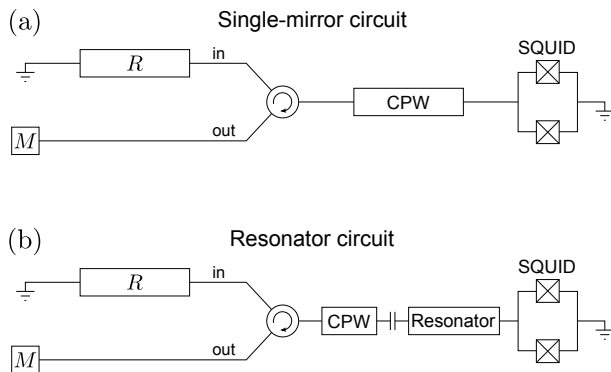 (a) Single-mirror circuit
SQUID
in
R
CPW
out
M
(b) Resonator circuit
SQUID
in
R
CPW Resonator
out
M